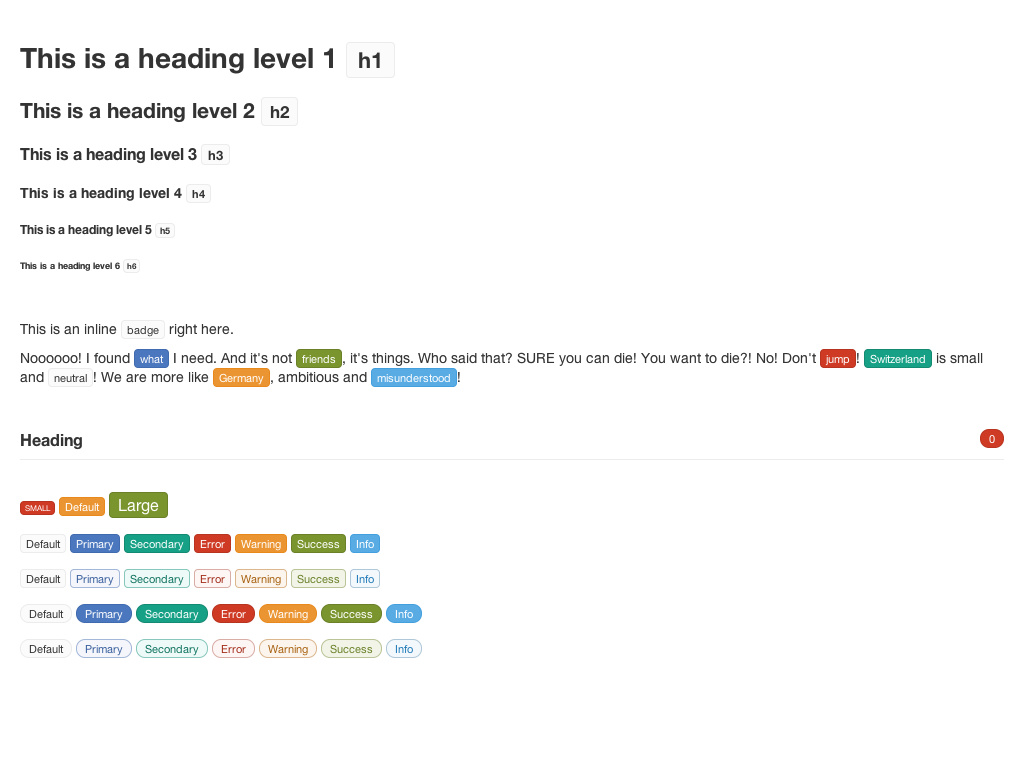 This is a heading level 1 h1
This is a heading level 2 h2
This is a heading level 3 h3
This is a heading level 4 h4
This is a heading level 5 h5
This is a heading level 6 h6
This is an inline badge right here.
Noooooo! I found what I need. And it's not friends, it's things. Who said that? SURE you can die! You want to die?! No! Don't jump! Switzerland is small
and neutral! We are more like Germany, ambitious and misunderstood!
Heading 0
SMALL Default Large
Default Primary Secondary Error Warning Success Info
Default Primary Secondary Error Warning Success Info
Default Primary Secondary Error Warning Success Info
Default Primary Secondary Error Warning Success Info